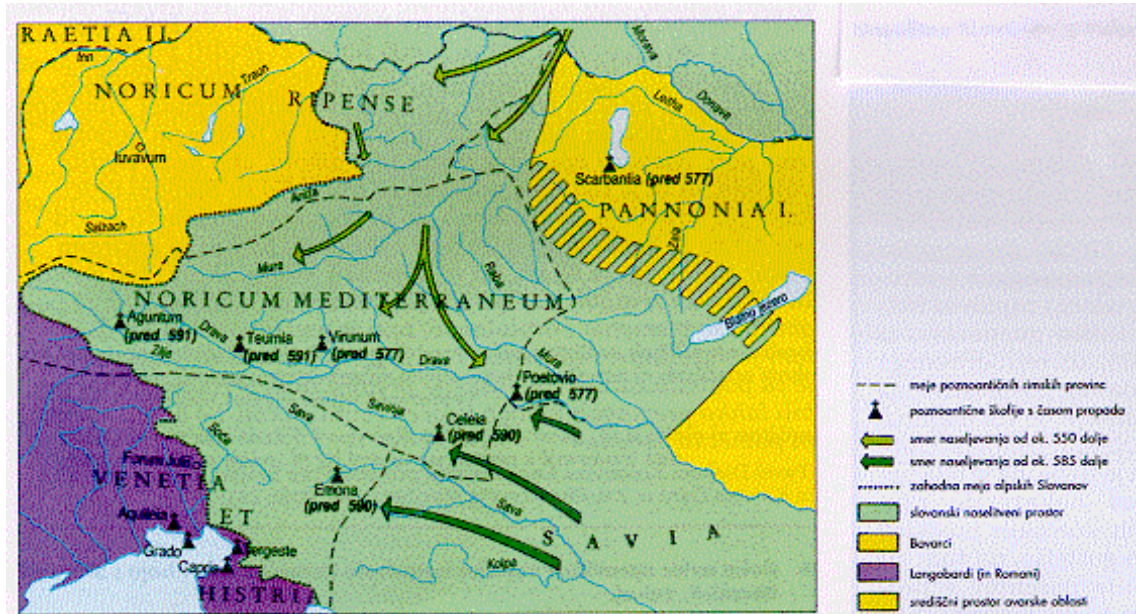 RAETIA II.
Inn
NORICUM
Traun
RIPENSE
Morava
Donava
Leitha
Iuvavum
Salzach
Aniža
Scarbantia (pred 577)
PANNONIA I.
Zala
Blatno jezero
Mura
Raba
NORICUM MEDITERRANEUM
Aguntum
(pred 591)
Drava
Teurnia
(pred 591)
Virunum
(pred 577)
Zilja
Drava
Mura
Poetovio
(pred 577)
Sava
Savinja
Celeia
(pred 590)
Soča
Forum Julii
VENETIA
ET
Emona
(pred 590)
Sava
SAVIA
Kolpa
Aquileia
Grado
Tergeste
Capris
HISTRIA
meje poznoantičnih rimskih provinc
poznoantične škofije s časom propada
smer naseljevanja od ok. 550 dalje
smer naseljevanja od ok. 585 dalje
zahodna meja alpskih Slovanov
slovanski naselitveni prostor
Bavarci
Langobardi (in Romani)
središčni prostor avarske oblasti